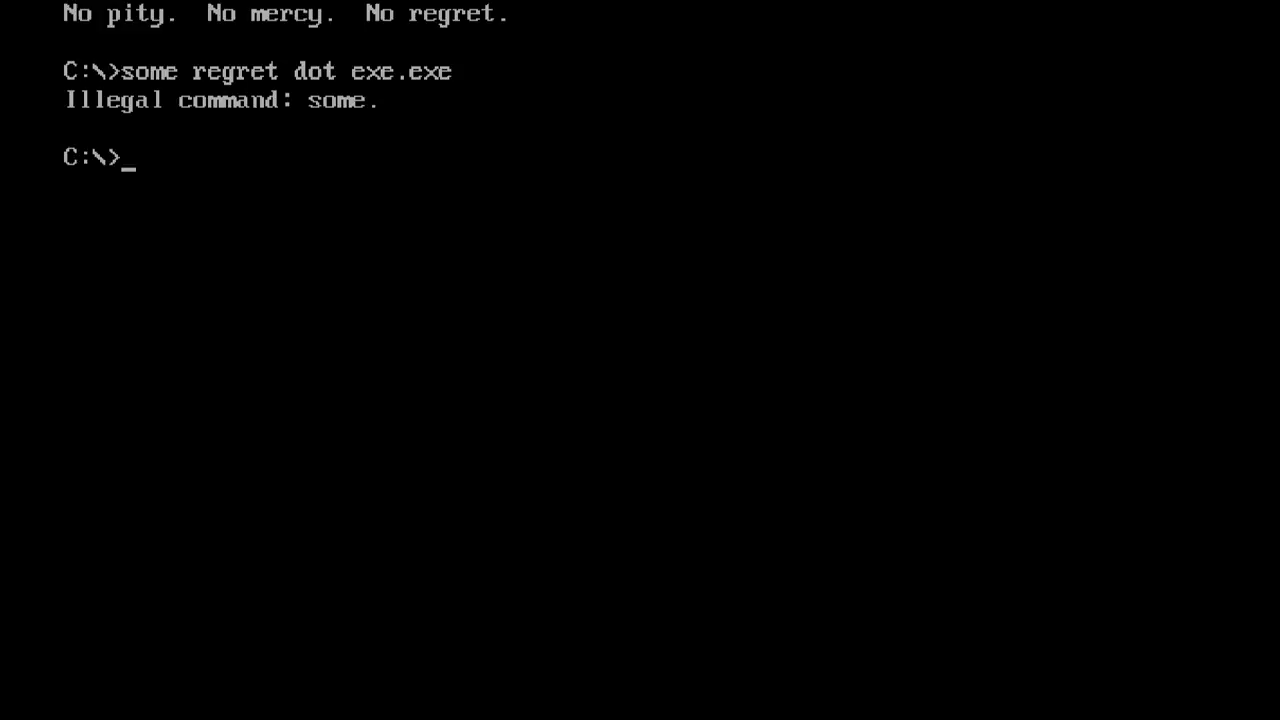 No pity.  No mercy.  No regret.
C:\>some regret dot exe.exe
Illegal command: some.
C:\>_